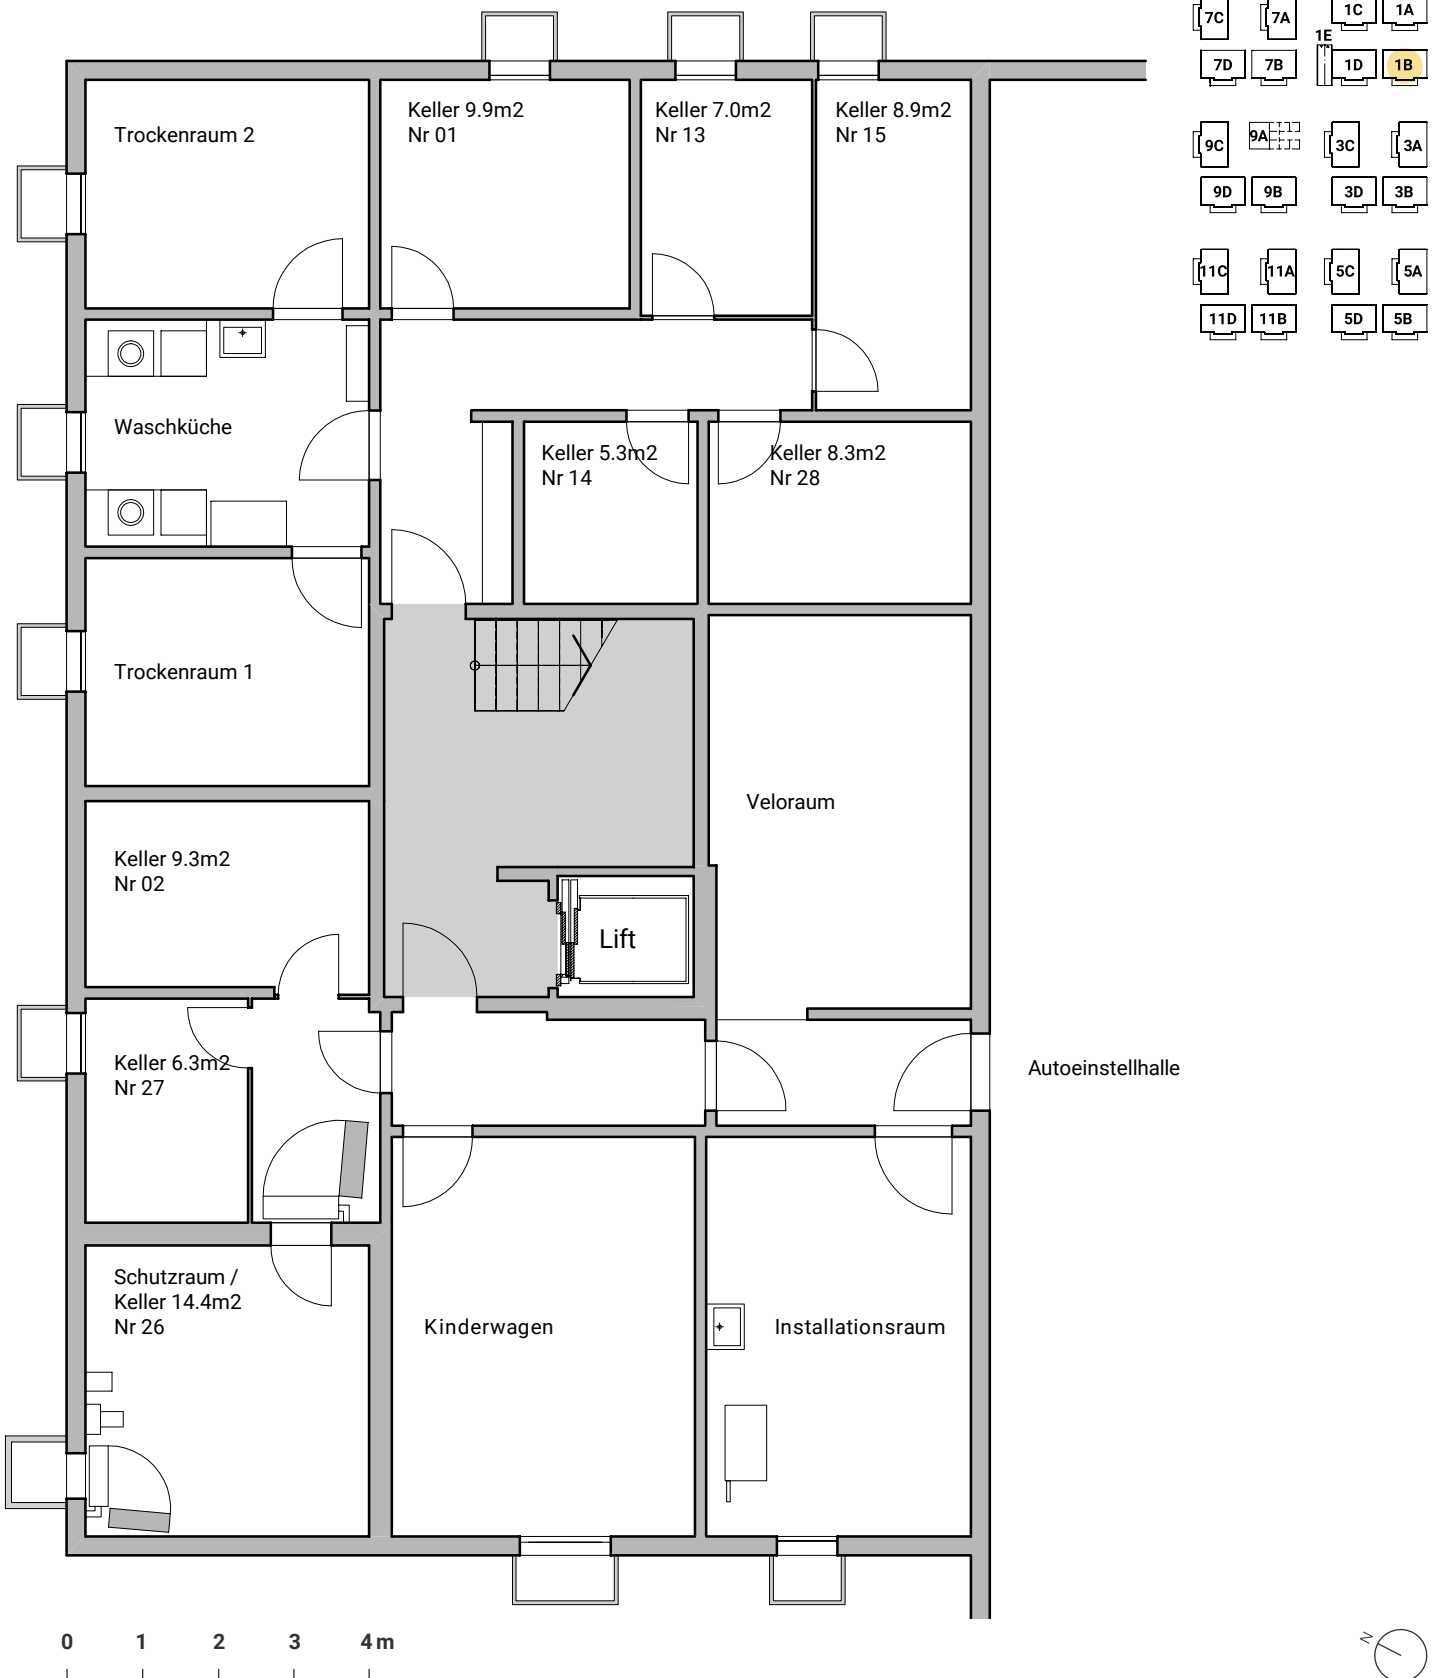 7C
7A
1C
1A
1E
7D
7B
1D
1B
9C
9A
3C
3A
9D
9B
3D
3B
11C
11A
5C
5A
11D
11B
5D
5B
Trockenraum 2
Keller 9.9m2
Nr 01
Keller 7.0m2
Nr 13
Keller 8.9m2
Nr 15
Waschküche
Keller 5.3m2
Nr 14
Keller 8.3m2
Nr 28
Trockenraum 1
Veloraum
Keller 9.3m2
Nr 02
Lift
Keller 6.3m2
Nr 27
Autoeinstellhalle
Schutzraum /
Keller 14.4m2
Nr 26
Kinderwagen
Installationsraum
0 1 2 3 4 m
N